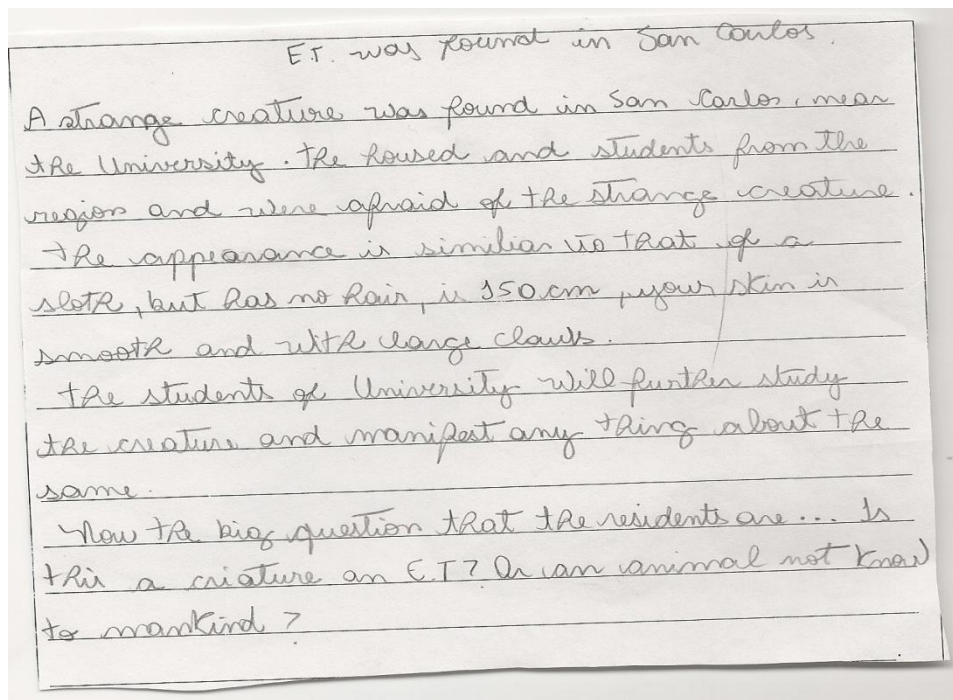 E.T. was found in San Carlos.
A strange creature was found in San Carlos, near
the University. the housed and students from the
region and were afraid of the strange creature.
the appearance is similiar to that of a
sloth, but has no hair, is 150 cm, your skin is
smooth and with large claws.
the students of University will further study
the creature and manifest any thing about the
same.
Now the big question that the residents are... Is
this a criature an E.T? Or an animal not know
to mankind?